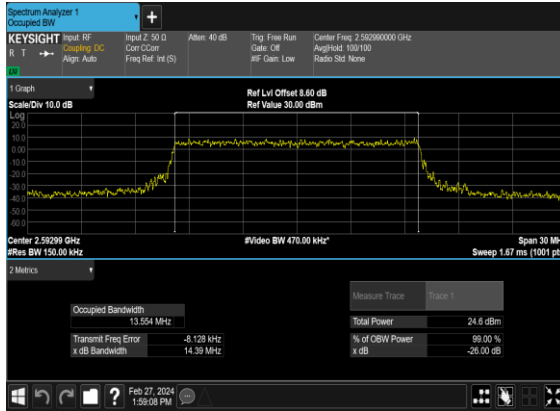 Spectrum Analyzer 1
Occupied BW
KEYSIGHT
R T
LV
Input: RF
Coupling: DC
Align: Auto
Input Z: 50 Ω
Corr CCorr
Freq Ref: Int (S)
Atten: 40 dB
Trig: Free Run
Gate: Off
#IF Gain: Low
Center Freq: 2.592990000 GHz
Avg|Hold: 100/100
Radio Std: None
1 Graph
Scale/Div 10.0 dB
Ref Lvl Offset 8.60 dB
Ref Value 30.00 dBm
Log
20.0
10.0
0.00
-10.0
-20.0
-30.0
-40.0
-50.0
-60.0
Center 2.59299 GHz
#Res BW 150.00 kHz
#Video BW 470.00 kHz*
Span 30 MH
Sweep 1.67 ms (1001 pt
2 Metrics
Occupied Bandwidth
13.554 MHz
Transmit Freq Error -8.128 kHz
x dB Bandwidth 14.39 MHz
Measure Trace Trace 1
Total Power 24.6 dBm
% of OBW Power 99.00 %
x dB -26.00 dB
Feb 27, 2024
1:59:08 PM